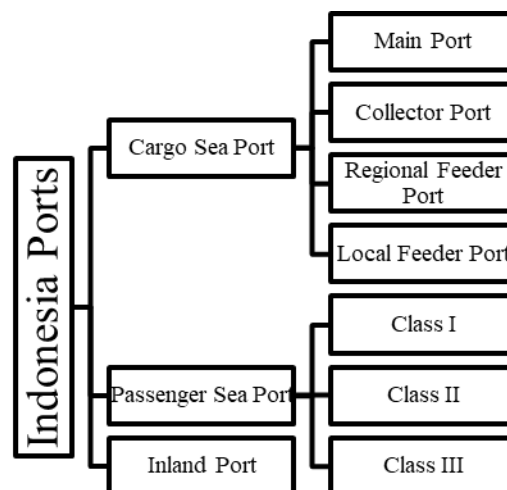 Indonesia Ports
Cargo Sea Port
Main Port
Collector Port
Regional Feeder
Port
Local Feeder Port
Passenger Sea Port
Class I
Class II
Class III
Inland Port